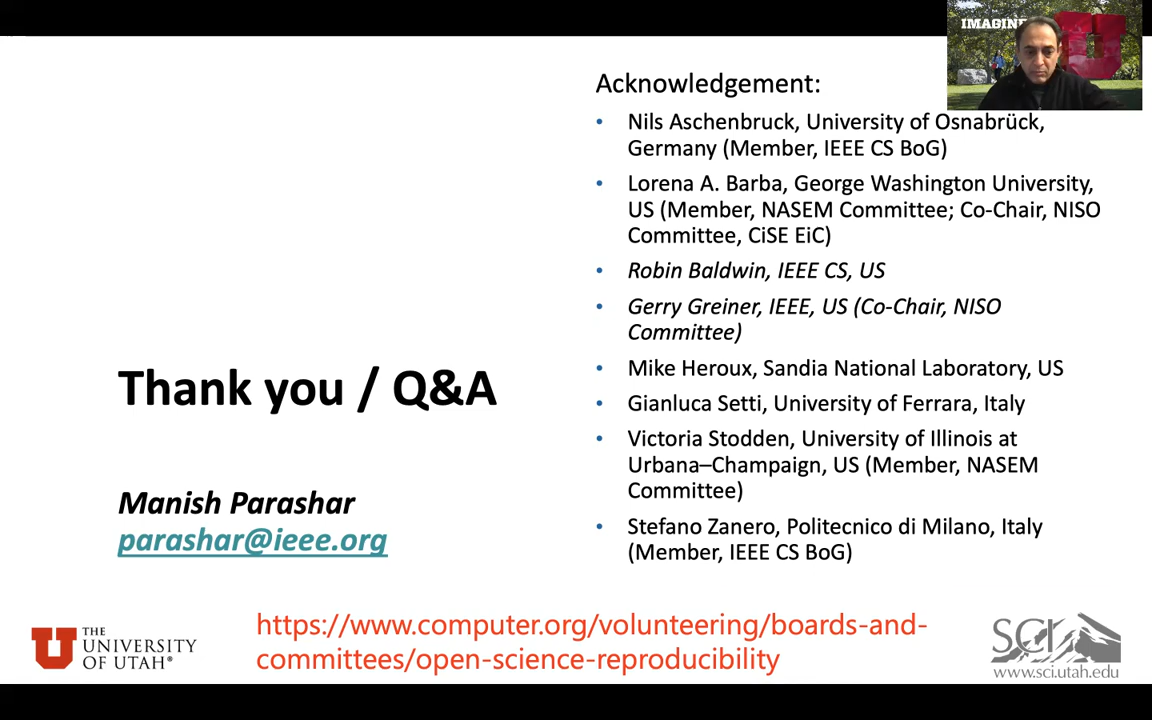 IMAGINE
Acknowledgement:
• Nils Aschenbruck, University of Osnabrück,
Germany (Member, IEEE CS BoG)
• Lorena A. Barba, George Washington University,
US (Member, NASEM Committee; Co-Chair, NISO
Committee, CiSE EiC)
• Robin Baldwin, IEEE CS, US
• Gerry Greiner, IEEE, US (Co-Chair, NISO
Committee)
• Mike Heroux, Sandia National Laboratory, US
• Gianluca Setti, University of Ferrara, Italy
• Victoria Stodden, University of Illinois at
Urbana–Champaign, US (Member, NASEM
Committee)
• Stefano Zanero, Politecnico di Milano, Italy
(Member, IEEE CS BoG)
Thank you / Q&A
Manish Parashar
parashar@ieee.org
https://www.computer.org/volunteering/boards-and-
committees/open-science-reproducibility
U
THE
UNIVERSITY
OF UTAH®
SCI
www.sci.utah.edu